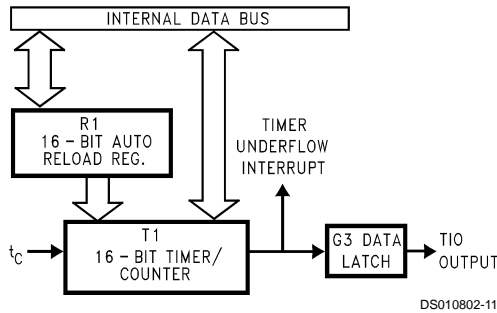 INTERNAL DATA BUS
R1
16 – BIT AUTO
RELOAD REG.
TIMER
UNDERFLOW
INTERRUPT
T1
16 – BIT TIMER/
COUNTER
tC
G3 DATA
LATCH
TIO
OUTPUT
DS010802-11